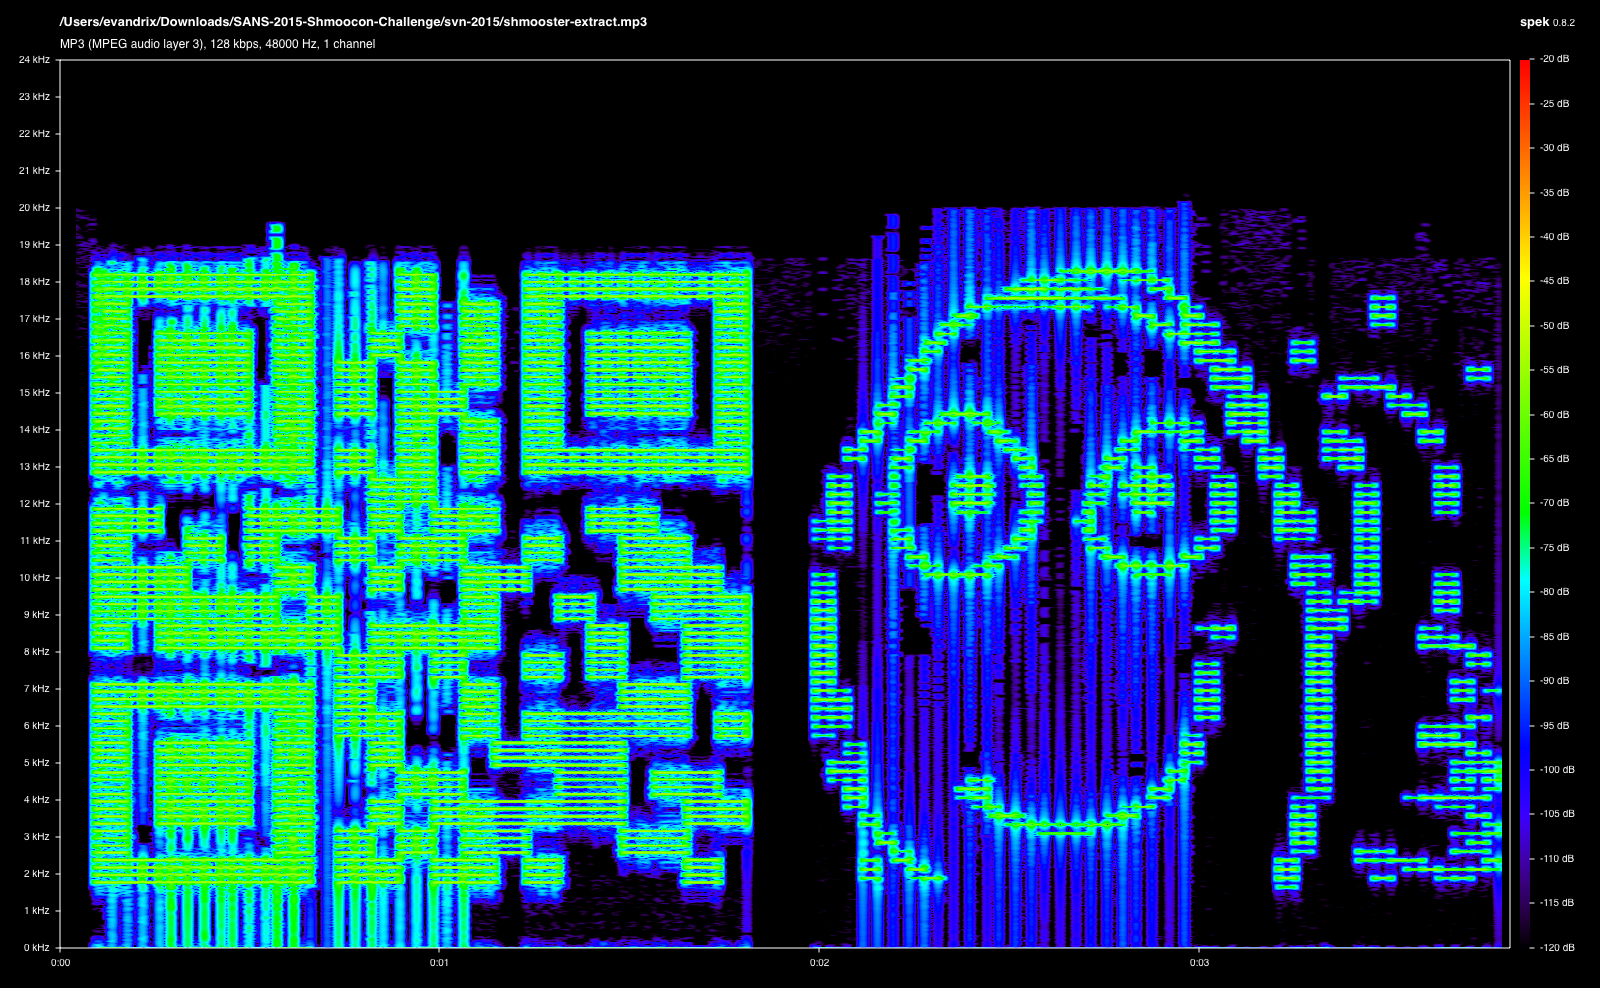 /Users/evandrix/Downloads/SANS-2015-Shmoocon-Challenge/svn-2015/shmooster-extract.mp3
spek 0.8.2
MP3 (MPEG audio layer 3), 128 kbps, 48000 Hz, 1 channel
24 kHz
23 kHz
22 kHz
21 kHz
20 kHz
19 kHz
18 kHz
17 kHz
16 kHz
15 kHz
14 kHz
13 kHz
12 kHz
11 kHz
10 kHz
9 kHz
8 kHz
7 kHz
6 kHz
5 kHz
4 kHz
3 kHz
2 kHz
1 kHz
0 kHz
0:00
0:01
0:02
0:03
-20 dB
-25 dB
-30 dB
-35 dB
-40 dB
-45 dB
-50 dB
-55 dB
-60 dB
-65 dB
-70 dB
-75 dB
-80 dB
-85 dB
-90 dB
-95 dB
-100 dB
-105 dB
-110 dB
-115 dB
-120 dB